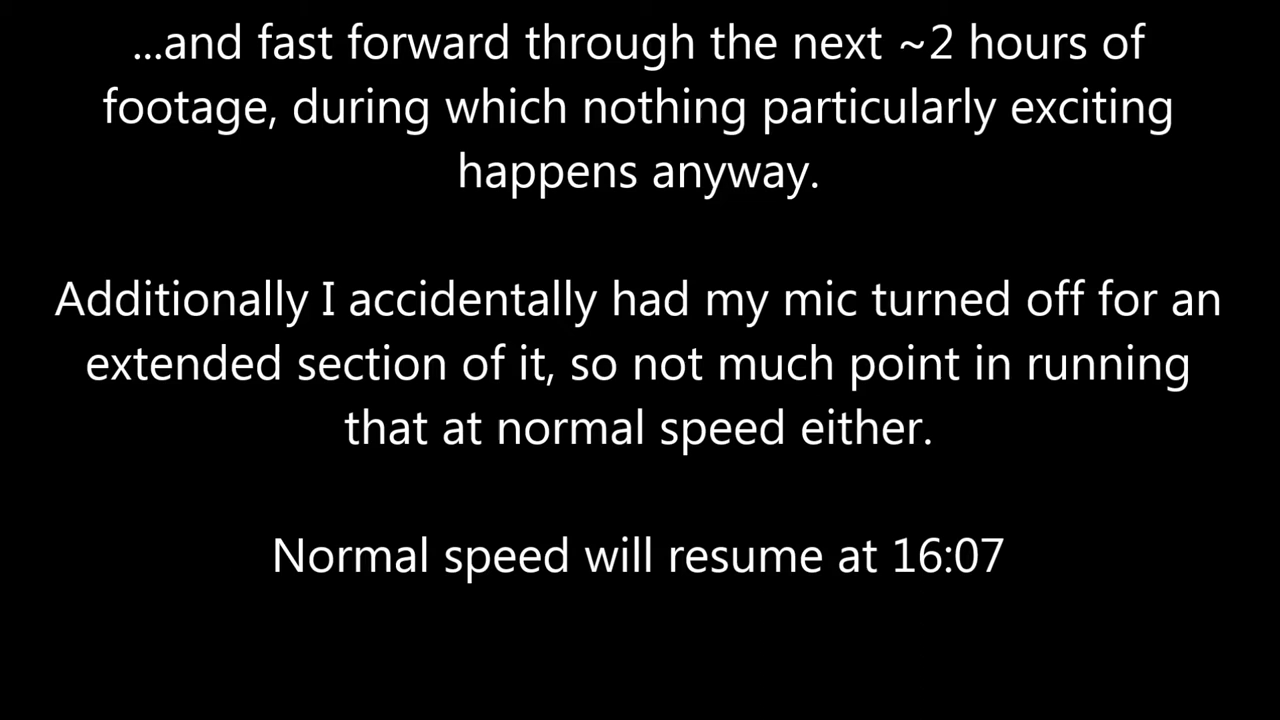 ...and fast forward through the next ~2 hours of
footage, during which nothing particularly exciting
happens anyway.
Additionally I accidentally had my mic turned off for an
extended section of it, so not much point in running
that at normal speed either.
Normal speed will resume at 16:07